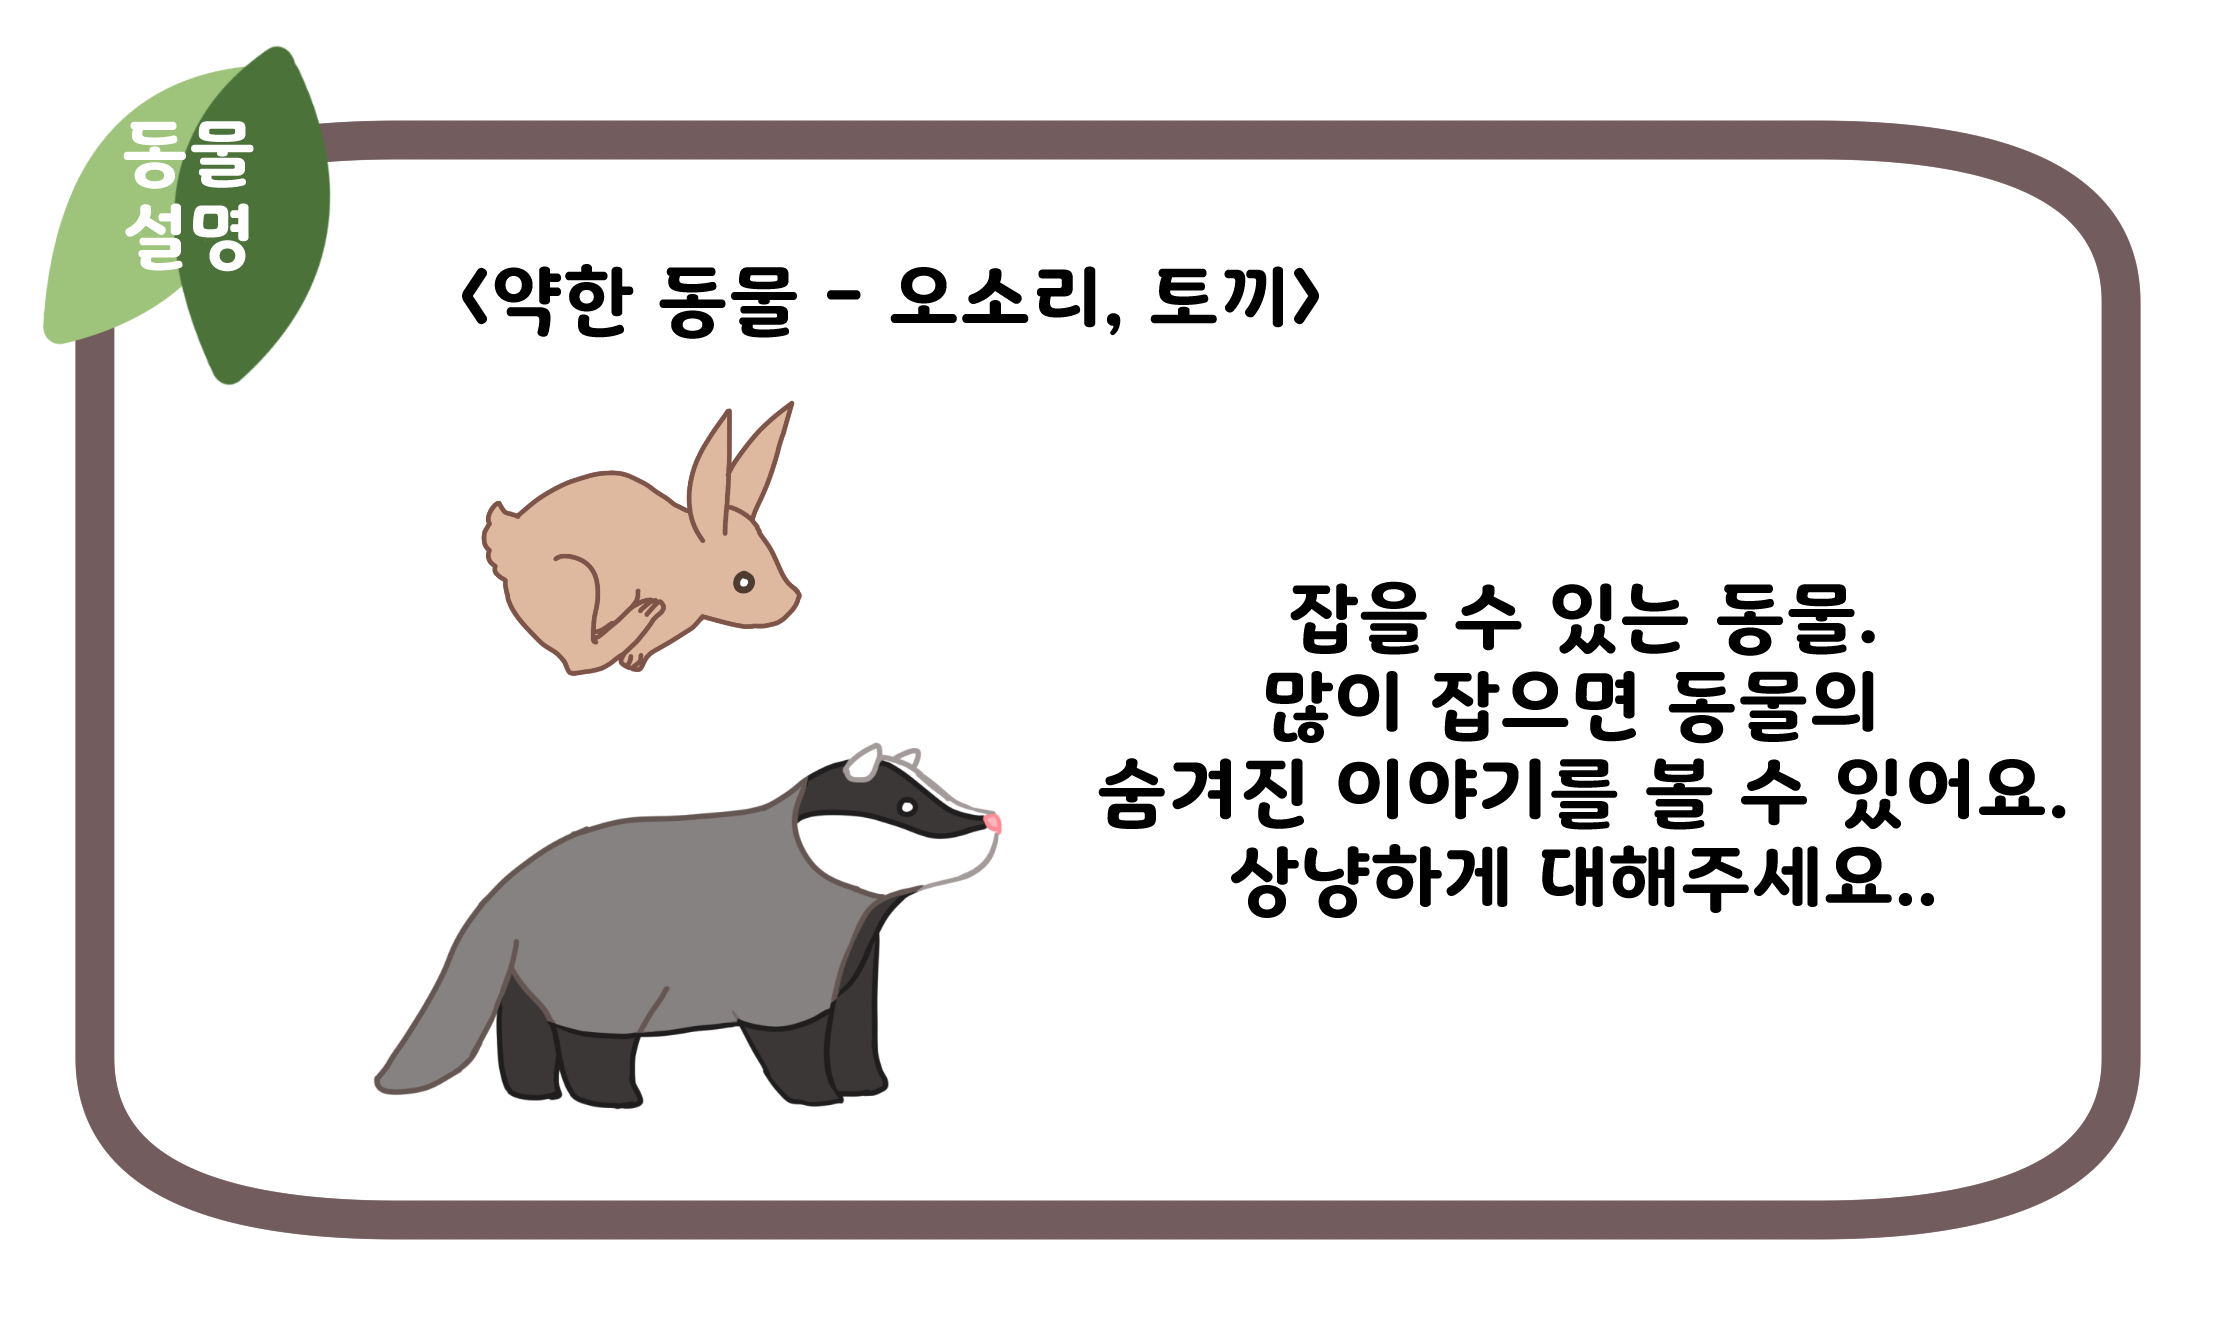 동물
설명
<약한 동물 - 오소리, 토끼>
잡을 수 있는 동물.
많이 잡으면 동물의
숨겨진 이야기를 볼 수 있어요.
상냥하게 대해주세요..